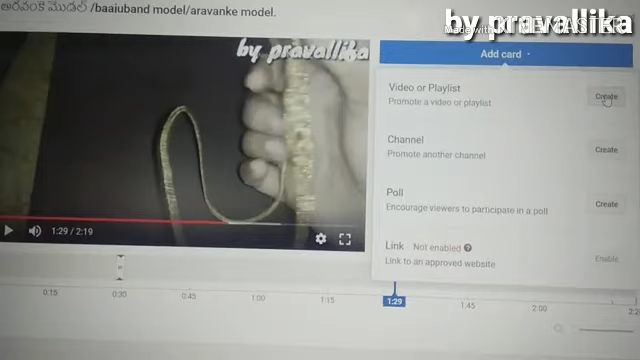 అరవంకె మొడల్ /baajuband model/aravanke model.
by pravallika
Made with KINEMASTER
by pravallika
Add card
Video or Playlist
Promote a video or playlist
Create
Channel
Promote another channel
Create
Poll
Encourage viewers to participate in a poll
Create
Link Not enabled ?
Link to an approved website
Enable
1:29 / 2:19
0:15 0:30 0:45 1:00 1:15 1:29 1:45 2:00